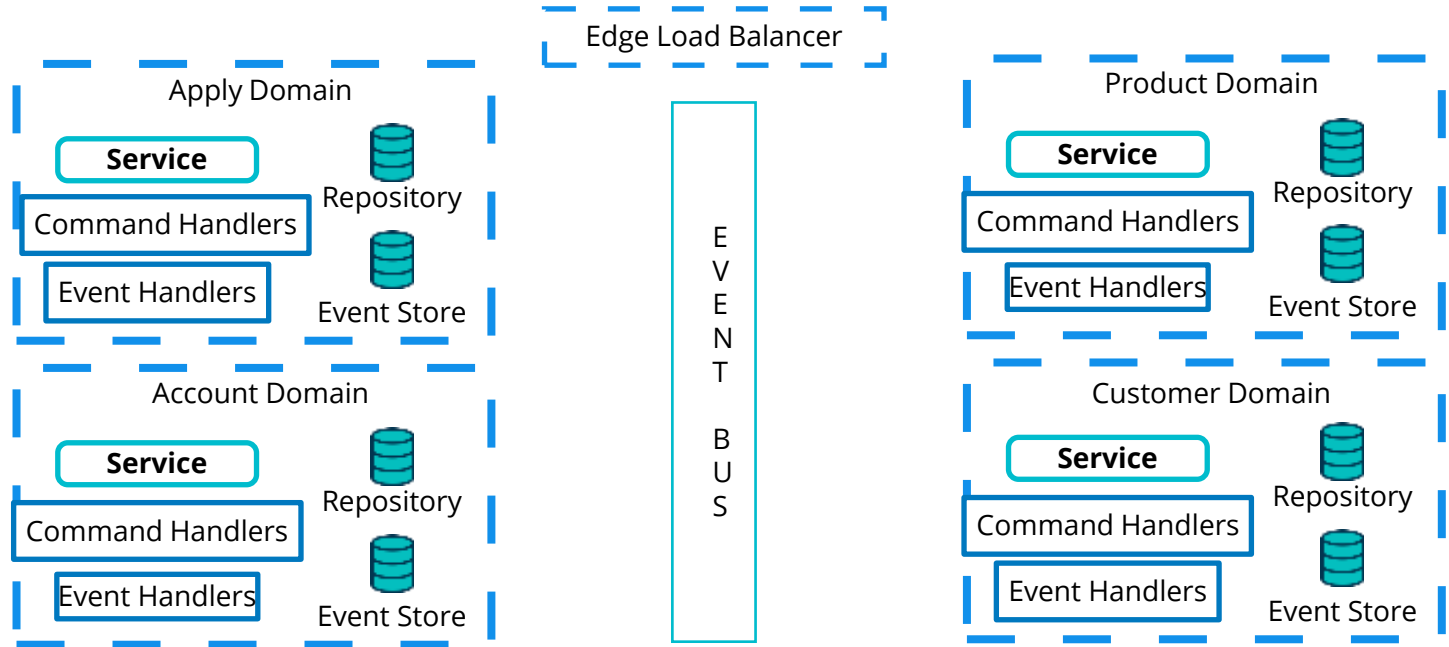 Edge Load Balancer
Apply Domain
Service
Repository
Command Handlers
Event Handlers
Event Store
Account Domain
Service
Repository
Command Handlers
Event Handlers
Event Store
E
V
E
N
T
B
U
S
Product Domain
Service
Repository
Command Handlers
Event Handlers
Event Store
Customer Domain
Service
Repository
Command Handlers
Event Handlers
Event Store